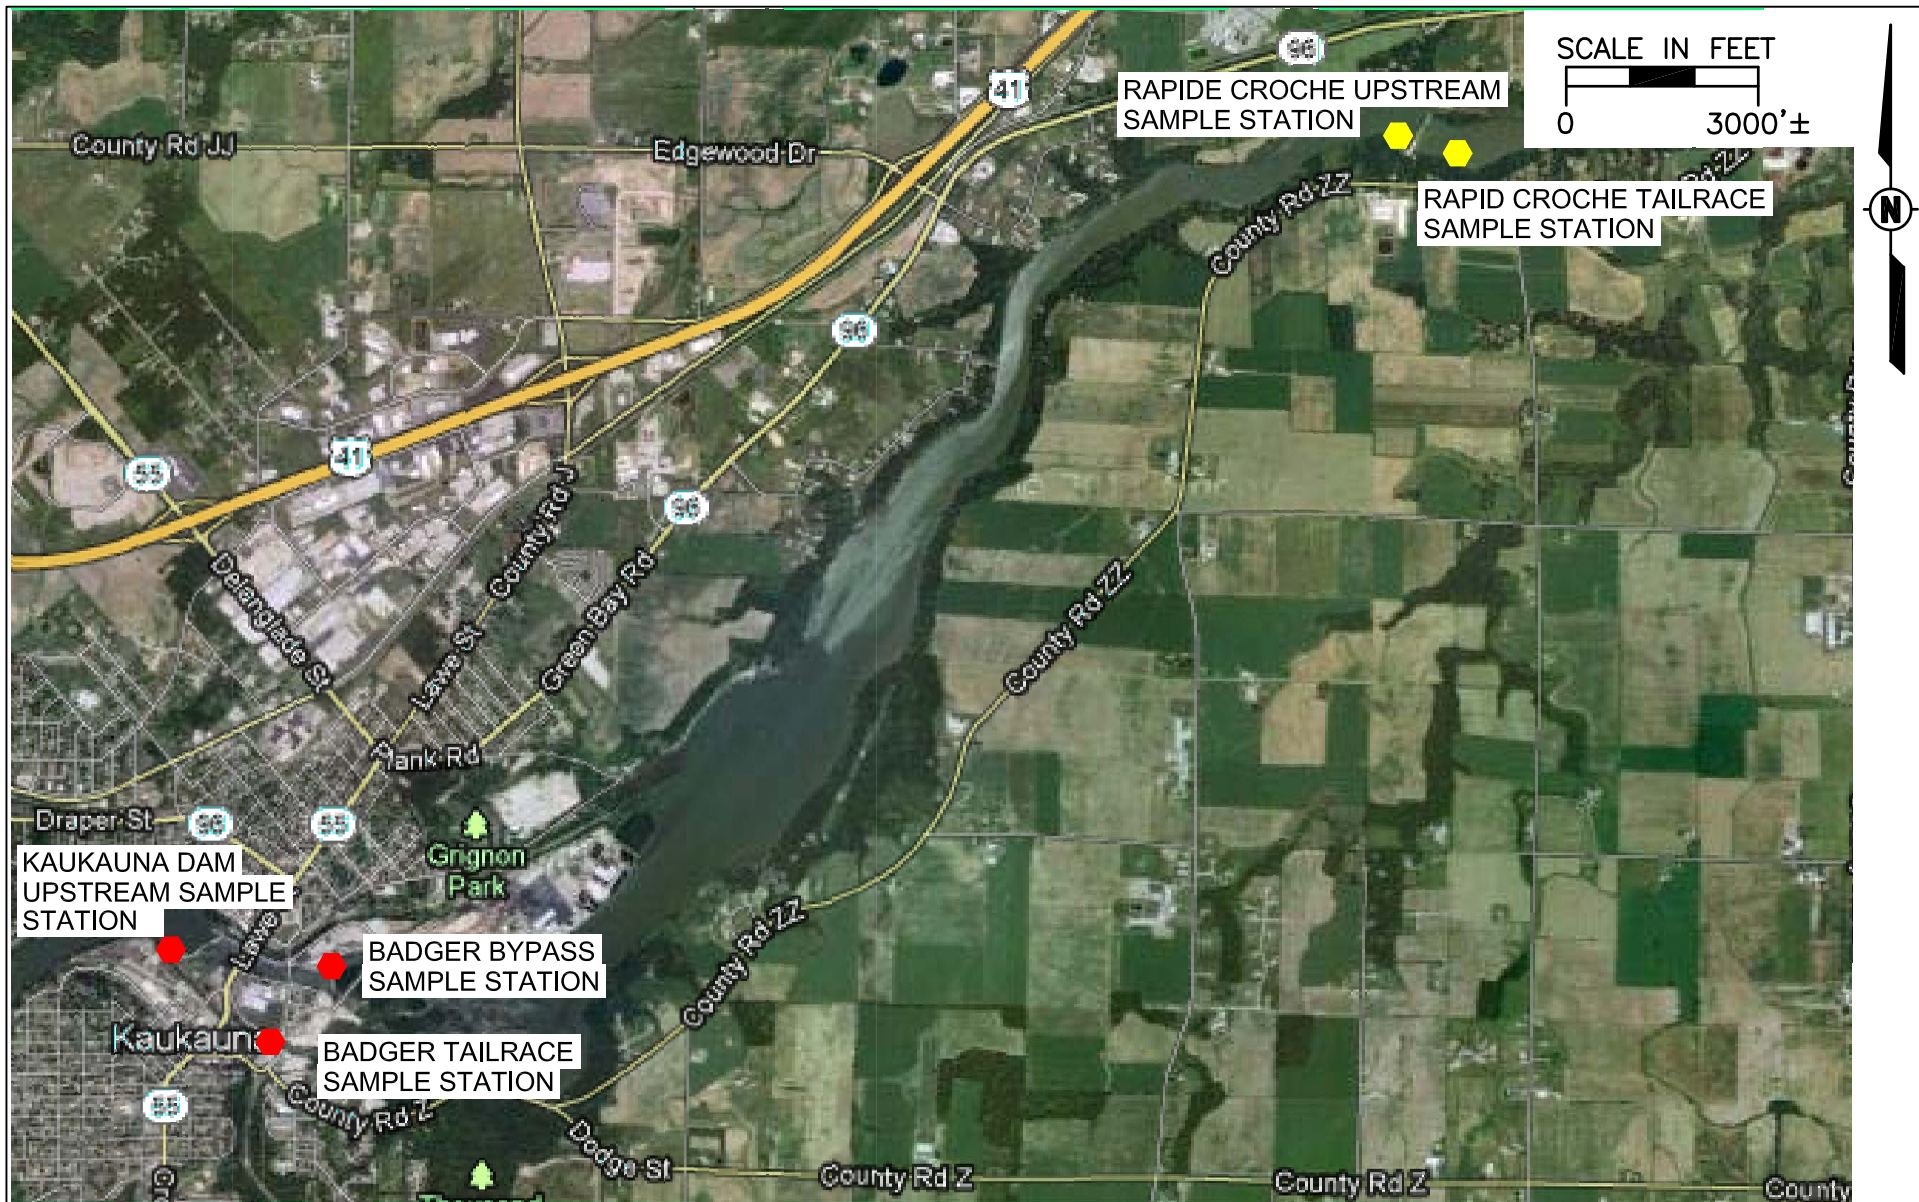 SCALE IN FEET
0 3000'±
N
96
41
RAPIDE CROCHE UPSTREAM
SAMPLE STATION
County Rd JJ
Edgewood Dr
RAPID CROCHE TAILRACE
SAMPLE STATION
Rd ZZ
County Rd ZZ
96
41
55
96
County Rd J
Delanglade St
Green Bay Rd
Lawe St
County Rd ZZ
Plank Rd
Draper St
96
55
Grignon
Park
KAUKAUNA DAM
UPSTREAM SAMPLE
STATION
Lawe
BADGER BYPASS
SAMPLE STATION
County Rd ZZ
Kaukauna
BADGER TAILRACE
SAMPLE STATION
55
County Rd Z
Dodge St
County Rd Z
County Rd Z
County